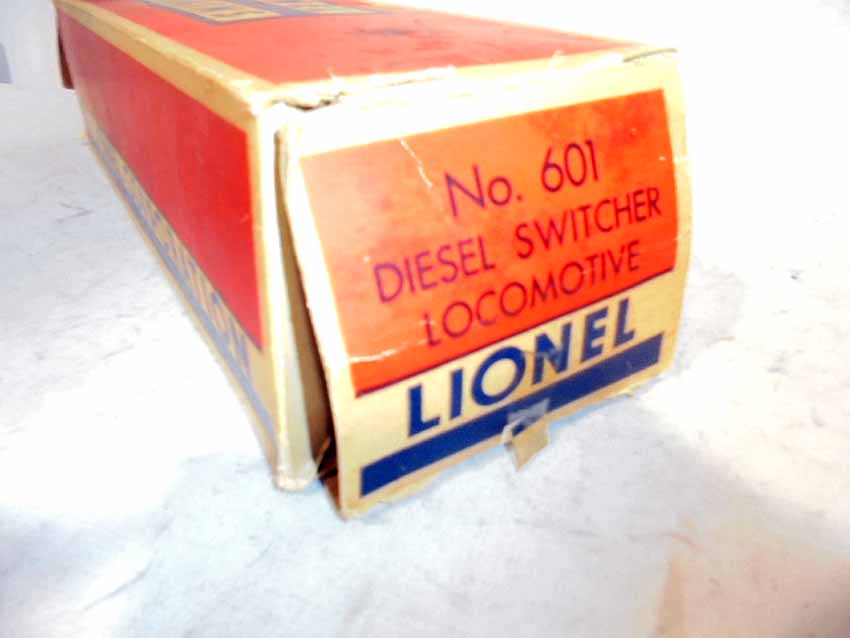 No. 601
DIESEL SWITCHER
LOCOMOTIVE
LIONEL